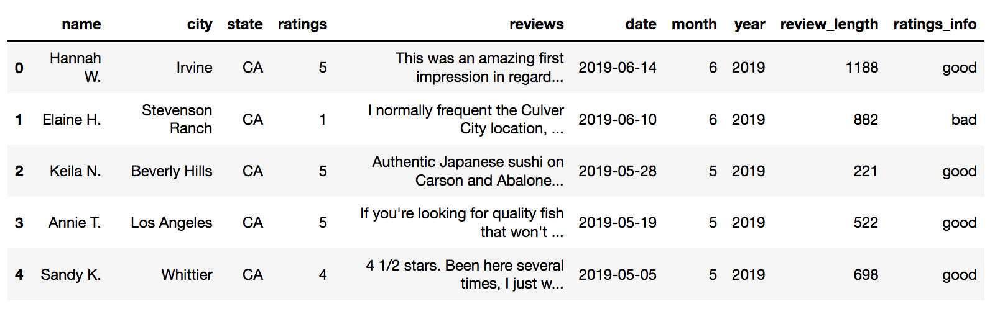 name city state ratings reviews date month year review_length ratings_info
0 Hannah W. Irvine CA 5 This was an amazing first impression in regard... 2019-06-14 6 2019 1188 good
1 Elaine H. Stevenson Ranch CA 1 I normally frequent the Culver City location, ... 2019-06-10 6 2019 882 bad
2 Keila N. Beverly Hills CA 5 Authentic Japanese sushi on Carson and Abalone... 2019-05-28 5 2019 221 good
3 Annie T. Los Angeles CA 5 If you're looking for quality fish that won't ... 2019-05-19 5 2019 522 good
4 Sandy K. Whittier CA 4 4 1/2 stars. Been here several times, I just w... 2019-05-05 5 2019 698 good